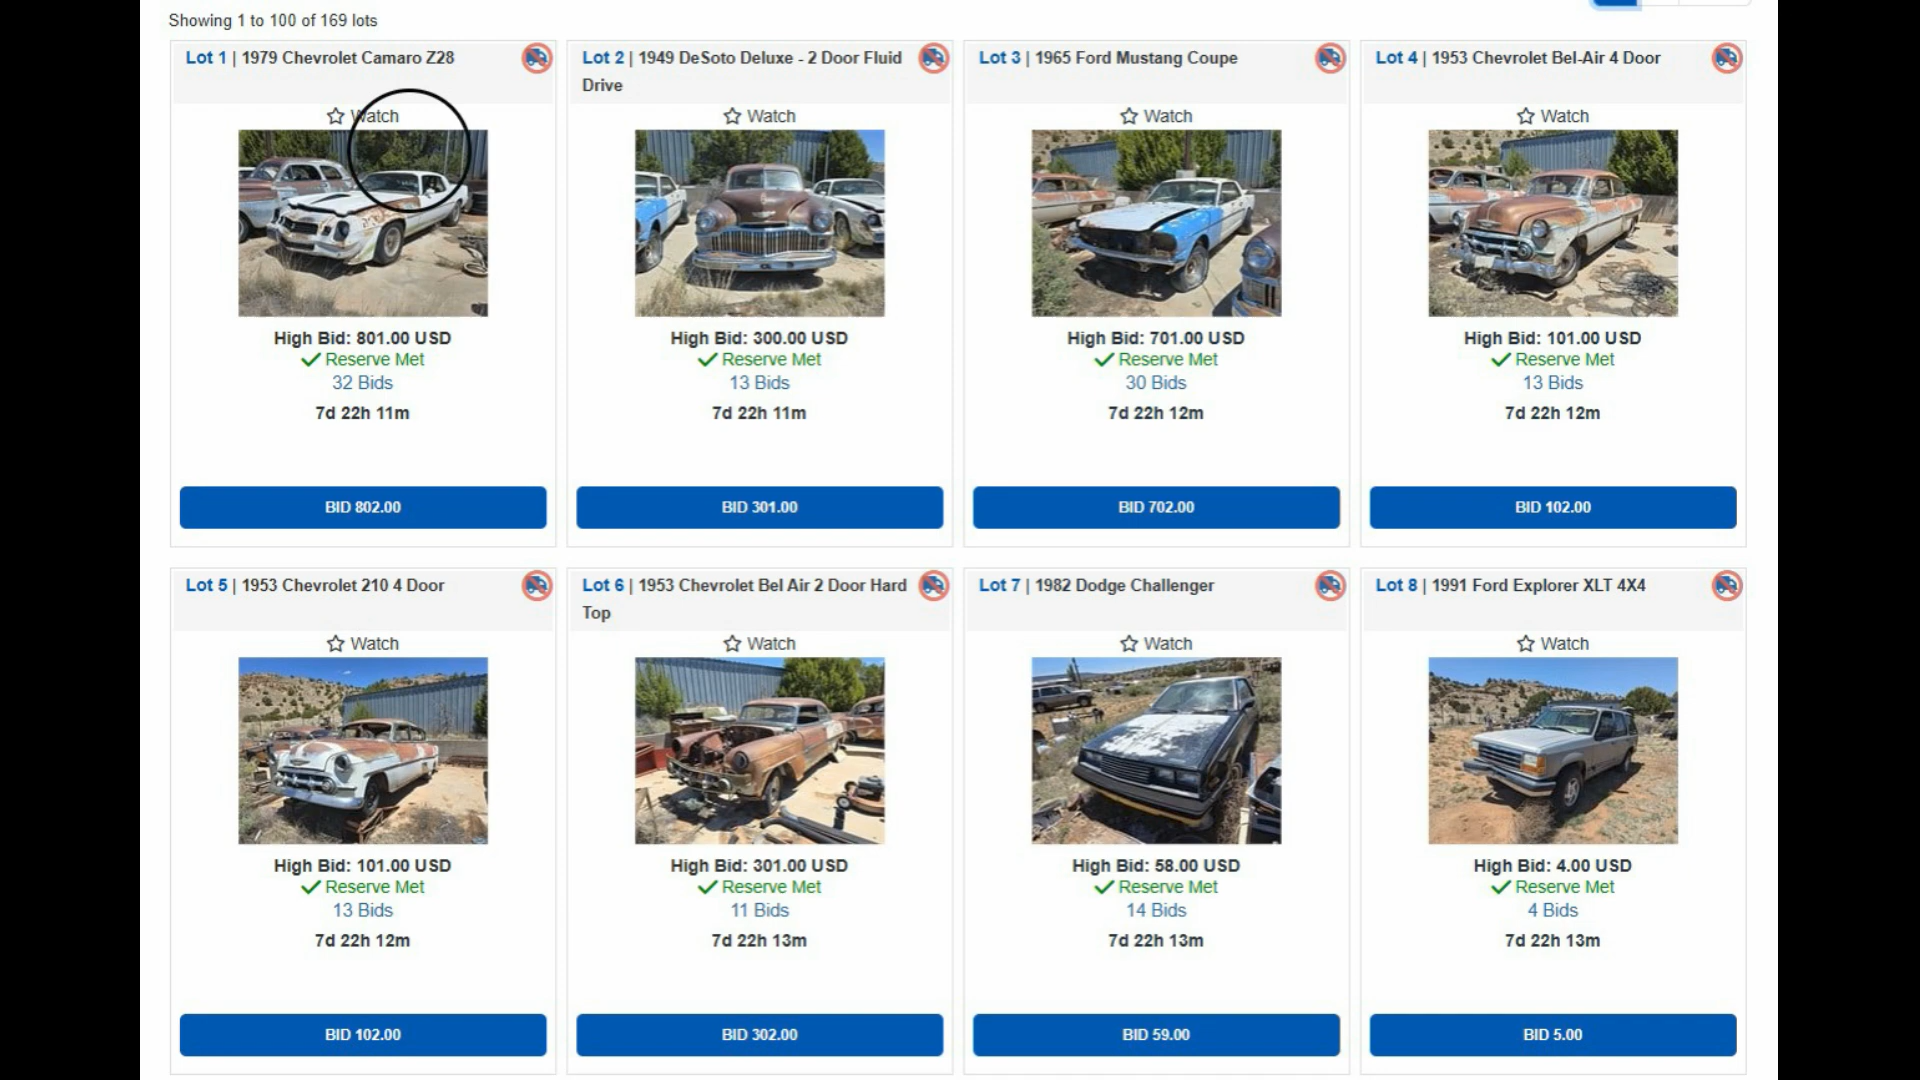 Showing 1 to 100 of 169 lots
Lot 1 | 1979 Chevrolet Camaro Z28
Watch
High Bid: 801.00 USD
Reserve Met
32 Bids
7d 22h 11m
BID 802.00
Lot 2 | 1949 DeSoto Deluxe - 2 Door Fluid
Drive
Watch
High Bid: 300.00 USD
Reserve Met
13 Bids
7d 22h 11m
BID 301.00
Lot 3 | 1965 Ford Mustang Coupe
Watch
High Bid: 701.00 USD
Reserve Met
30 Bids
7d 22h 12m
BID 702.00
Lot 4 | 1953 Chevrolet Bel-Air 4 Door
Watch
High Bid: 101.00 USD
Reserve Met
13 Bids
7d 22h 12m
BID 102.00
Lot 5 | 1953 Chevrolet 210 4 Door
Watch
High Bid: 101.00 USD
Reserve Met
13 Bids
7d 22h 12m
BID 102.00
Lot 6 | 1953 Chevrolet Bel Air 2 Door Hard
Top
Watch
High Bid: 301.00 USD
Reserve Met
11 Bids
7d 22h 13m
BID 302.00
Lot 7 | 1982 Dodge Challenger
Watch
High Bid: 58.00 USD
Reserve Met
14 Bids
7d 22h 13m
BID 59.00
Lot 8 | 1991 Ford Explorer XLT 4X4
Watch
High Bid: 4.00 USD
Reserve Met
4 Bids
7d 22h 13m
BID 5.00